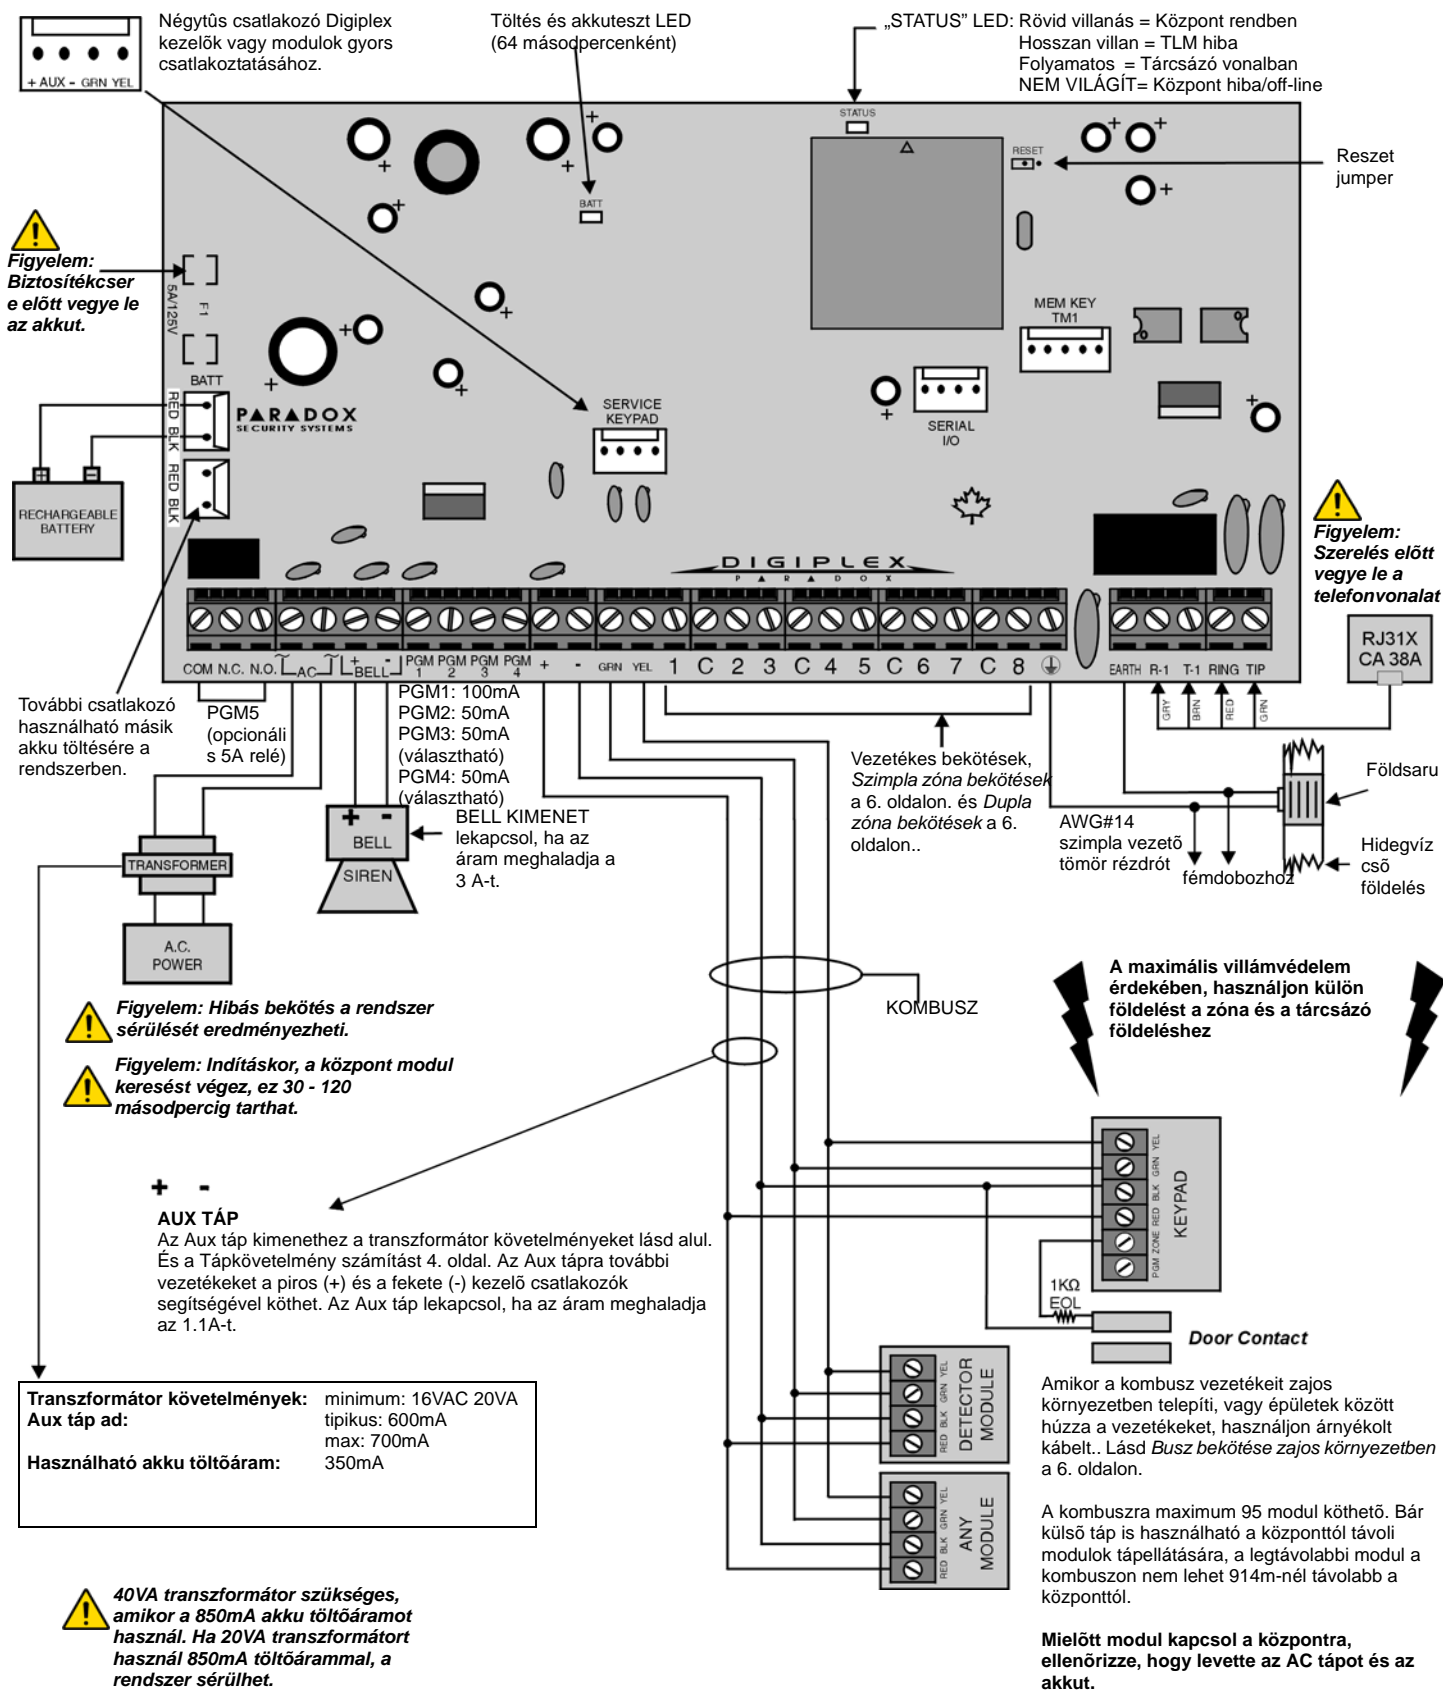 Négytûs csatlakozó Digiplex
kezelõk vagy modulok gyors
csatlakoztatásához.
+ AUX - GRN YEL
Töltés és akkuteszt LED
(64 másodpercenként)
„STATUS” LED: Rövid villanás = Központ rendben
Hosszan villan = TLM hiba
Folyamatos = Tárcsázó vonalban
NEM VILÁGÍT= Központ hiba/off-line
STATUS
RESET
Reszet
jumper
BATT
Figyelem:
Biztosítékcser
e elõtt vegye le
az akkut.
5A/125V
F1
MEM KEY
TM1
BATT
RED BLK
PARADOX
SECURITY SYSTEMS
SERVICE
KEYPAD
SERIAL
I/O
RED BLK
RECHARGEABLE
BATTERY
Figyelem:
Szerelés elõtt
vegye le a
telefonvonalat
DIGIPLEX
PARADOX
RJ31X
CA 38A
COM N.C. N.O. AC + BELL - PGM 1 PGM 2 PGM 3 PGM 4 + - GRN YEL 1 C 2 3 C 4 5 C 6 7 C 8 EARTH R-1 T-1 RING TIP
GRY BRN RED GRN
További csatlakozó
használható másik
akku töltésére a
rendszerben.
PGM5
(opcionáli
s 5A relé)
PGM1: 100mA
PGM2: 50mA
PGM3: 50mA
(választható)
PGM4: 50mA
(választható)
BELL KIMENET
lekapcsol, ha az
áram meghaladja a
3 A-t.
+ -
BELL
SIREN
TRANSFORMER
A.C.
POWER
Vezetékes bekötések,
Szimpla zóna bekötések
a 6. oldalon. és Dupla
zóna bekötések a 6.
oldalon..
AWG#14
szimpla vezetõ
tömör rézdrót
fémdobozhoz
Földsaru
Hidegvíz
csõ
földelés
KOMBUSZ
A maximális villámvédelem
érdekében, használjon külön
földelést a zóna és a tárcsázó
földeléshez
Figyelem: Hibás bekötés a rendszer
sérülését eredményezheti.
Figyelem: Indításkor, a központ modul
keresést végez, ez 30 - 120
másodpercig tarthat.
+ -
AUX TÁP
Az Aux táp kimenethez a transzformátor követelményeket lásd alul.
És a Tápkövetelmény számítást 4. oldal. Az Aux tápra további
vezetékeket a piros (+) és a fekete (-) kezelõ csatlakozók
segítségével köthet. Az Aux táp lekapcsol, ha az áram meghaladja
az 1.1A-t.
PGM ZONE RED BLK GRN YEL
KEYPAD
1KΩ
EOL
Door Contact
RED BLK GRN YEL
DETECTOR
MODULE
RED BLK GRN YEL
ANY
MODULE
Transzformátor követelmények: minimum: 16VAC 20VA
Aux táp ad: tipikus: 600mA
max: 700mA
Használható akku töltõáram: 350mA
40VA transzformátor szükséges,
amikor a 850mA akku töltõáramot
használ. Ha 20VA transzformátort
használ 850mA töltõárammal, a
rendszer sérülhet.
Amikor a kombusz vezetékeit zajos
környezetben telepíti, vagy épületek között
húzza a vezetékeket, használjon árnyékolt
kábelt.. Lásd Busz bekötése zajos környezetben
a 6. oldalon.
A kombuszra maximum 95 modul köthetõ. Bár
külsõ táp is használható a központtól távoli
modulok tápellátására, a legtávolabbi modul a
kombuszon nem lehet 914m-nél távolabb a
központtól.
Mielõtt modul kapcsol a központra,
ellenõrizze, hogy levette az AC tápot és az
akkut.